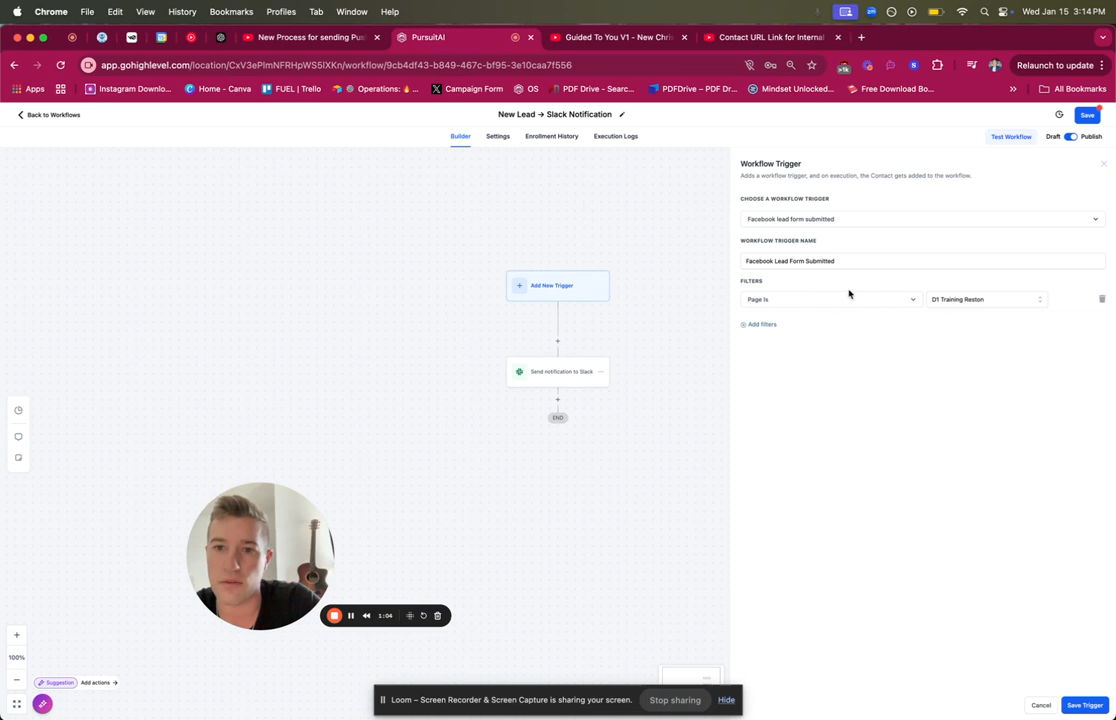 Chrome File Edit View History Bookmarks Profiles Tab Window Help Wed Jan 15 3:14 PM
New Process for sending Pu PursuitAI Guided To You V1 - New Chri Contact URL Link for Internal
app.gohighlevel.com/location/CxV3ePlmNFRHpWS5lXKn/workflow/9cb4df43-b849-467c-bf95-3e10caa7f656 Relaunch to update
Apps Instagram Downlo... Home - Canva FUEL | Trello Operations: 🔥... Campaign Form OS PDF Drive - Searc... PDFDrive – PDF Dr... Mindset Unlocked... Free Download Bo... » All Bookmarks
Back to Workflows New Lead → Slack Notification Save
Builder Settings Enrollment History Execution Logs Test Workflow Draft Publish
Workflow Trigger
Adds a workflow trigger, and on execution, the Contact gets added to the workflow.
CHOOSE A WORKFLOW TRIGGER
Facebook lead form submitted
WORKFLOW TRIGGER NAME
Facebook Lead Form Submitted
FILTERS
Page Is D1 Training Reston
Add filters
Add New Trigger
Send notification to Slack
END
1:04
100%
Suggestion Add actions →
Loom – Screen Recorder & Screen Capture is sharing your screen. Stop sharing Hide
Cancel Save Trigger